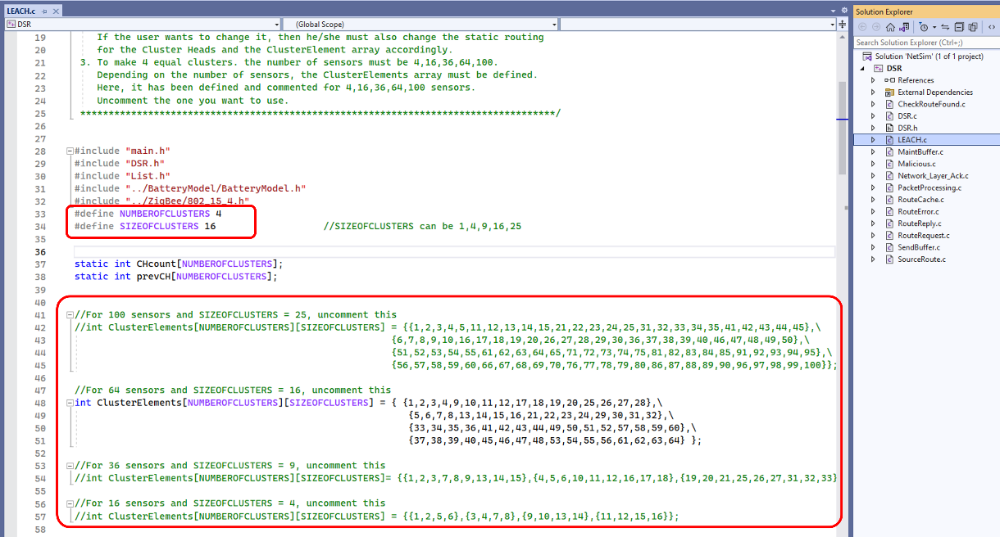 LEACH.c
DSR
(Global Scope)
19 If the user wants to change it, then he/she must also change the static routing
20 for the Cluster Heads and the ClusterElement array accordingly.
21 3. To make 4 equal clusters. the number of sensors must be 4,16,36,64,100.
22 Depending on the number of sensors, the ClusterElements array must be defined.
23 Here, it has been defined and commented for 4,16,36,64,100 sensors.
24 Uncomment the one you want to use.
25 ************************************************************************************/
26
27
28 #include "main.h"
29 #include "DSR.h"
30 #include "List.h"
31 #include "../BatteryModel/BatteryModel.h"
32 #include "../ZigBee/802_15_4.h"
33 #define NUMBEROFCLUSTERS 4
34 #define SIZEOFCLUSTERS 16 //SIZEOFCLUSTERS can be 1,4,9,16,25
35
36
37 static int CHcount[NUMBEROFCLUSTERS];
38 static int prevCH[NUMBEROFCLUSTERS];
39
40
41 //For 100 sensors and SIZEOFCLUSTERS = 25, uncomment this
42 //int ClusterElements[NUMBEROFCLUSTERS][SIZEOFCLUSTERS] = {{1,2,3,4,5,11,12,13,14,15,21,22,23,24,25,31,32,33,34,35,41,42,43,44,45},\
43 {6,7,8,9,10,16,17,18,19,20,26,27,28,29,30,36,37,38,39,40,46,47,48,49,50},\
44 {51,52,53,54,55,61,62,63,64,65,71,72,73,74,75,81,82,83,84,85,91,92,93,94,95},\
45 {56,57,58,59,60,66,67,68,69,70,76,77,78,79,80,86,87,88,89,90,96,97,98,99,100}};
46
47 //For 64 sensors and SIZEOFCLUSTERS = 16, uncomment this
48 int ClusterElements[NUMBEROFCLUSTERS][SIZEOFCLUSTERS] = { {1,2,3,4,9,10,11,12,17,18,19,20,25,26,27,28},\
49 {5,6,7,8,13,14,15,16,21,22,23,24,29,30,31,32},\
50 {33,34,35,36,41,42,43,44,49,50,51,52,57,58,59,60},\
51 {37,38,39,40,45,46,47,48,53,54,55,56,61,62,63,64} };
52
53 //For 36 sensors and SIZEOFCLUSTERS = 9, uncomment this
54 //int ClusterElements[NUMBEROFCLUSTERS][SIZEOFCLUSTERS]= {{1,2,3,7,8,9,13,14,15},{4,5,6,10,11,12,16,17,18},{19,20,21,25,26,27,31,32,33}
55
56 //For 16 sensors and SIZEOFCLUSTERS = 4, uncomment this
57 //int ClusterElements[NUMBEROFCLUSTERS][SIZEOFCLUSTERS] = {{1,2,5,6},{3,4,7,8},{9,10,13,14},{11,12,15,16}};
58
Solution Explorer
Search Solution Explorer (Ctrl+;)
Solution 'NetSim' (1 of 1 project)
DSR
References
External Dependencies
CheckRouteFound.c
DSR.c
DSR.h
LEACH.c
MaintBuffer.c
Malicious.c
Network_Layer_Ack.c
PacketProcessing.c
RouteCache.c
RouteError.c
RouteReply.c
RouteRequest.c
SendBuffer.c
SourceRoute.c